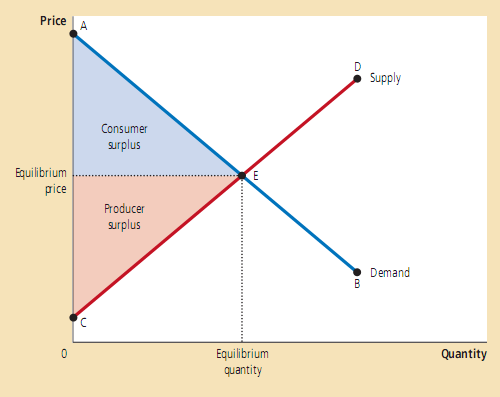 Price
A
D
Supply
Consumer
surplus
Equilibrium
price
E
Producer
surplus
Demand
B
C
0
Equilibrium
quantity
Quantity